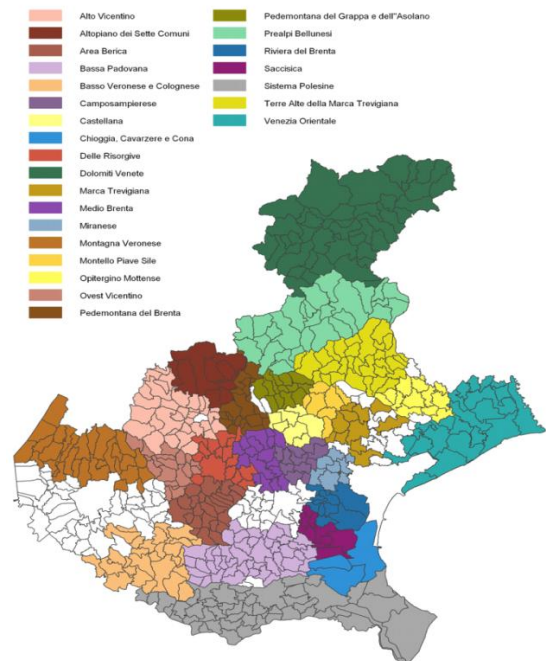 Alto Vicentino
Altopiano dei Sette Comuni
Area Berica
Bassa Padovana
Basso Veronese e Colognese
Camposampierese
Castellana
Chioggia, Cavarzere e Cona
Delle Risorgive
Dolomiti Venete
Marca Trevigiana
Medio Brenta
Miranese
Montagna Veronese
Montello Piave Sile
Opitergino Mottense
Ovest Vicentino
Pedemontana del Brenta
Pedemontana del Grappa e dell"Asolano
Prealpi Bellunesi
Riviera del Brenta
Saccisica
Sistema Polesine
Terre Alte della Marca Trevigiana
Venezia Orientale